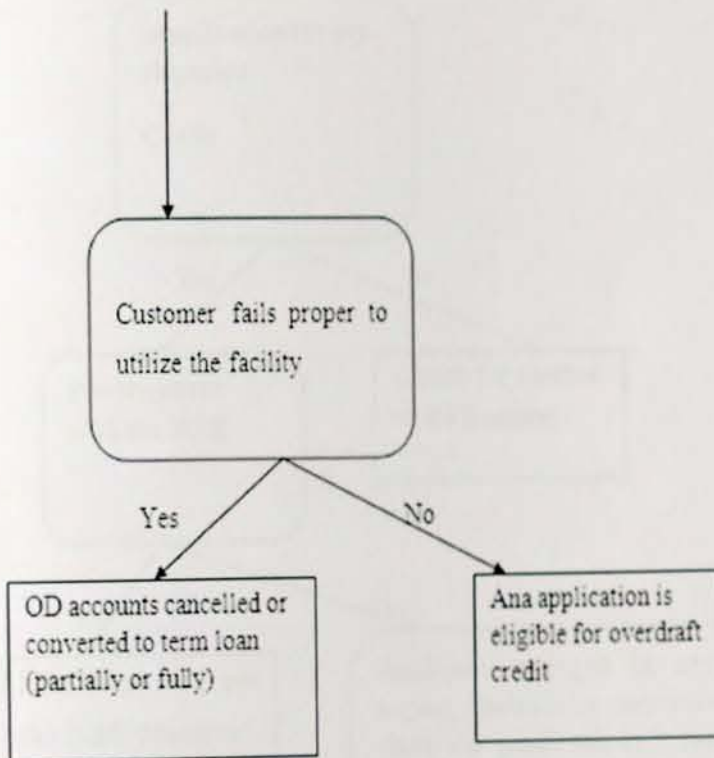 Customer fails proper to
utilize the facility
Yes
No
OD accounts cancelled or
converted to term loan
(partially or fully)
Ana application is
eligible for overdraft
credit